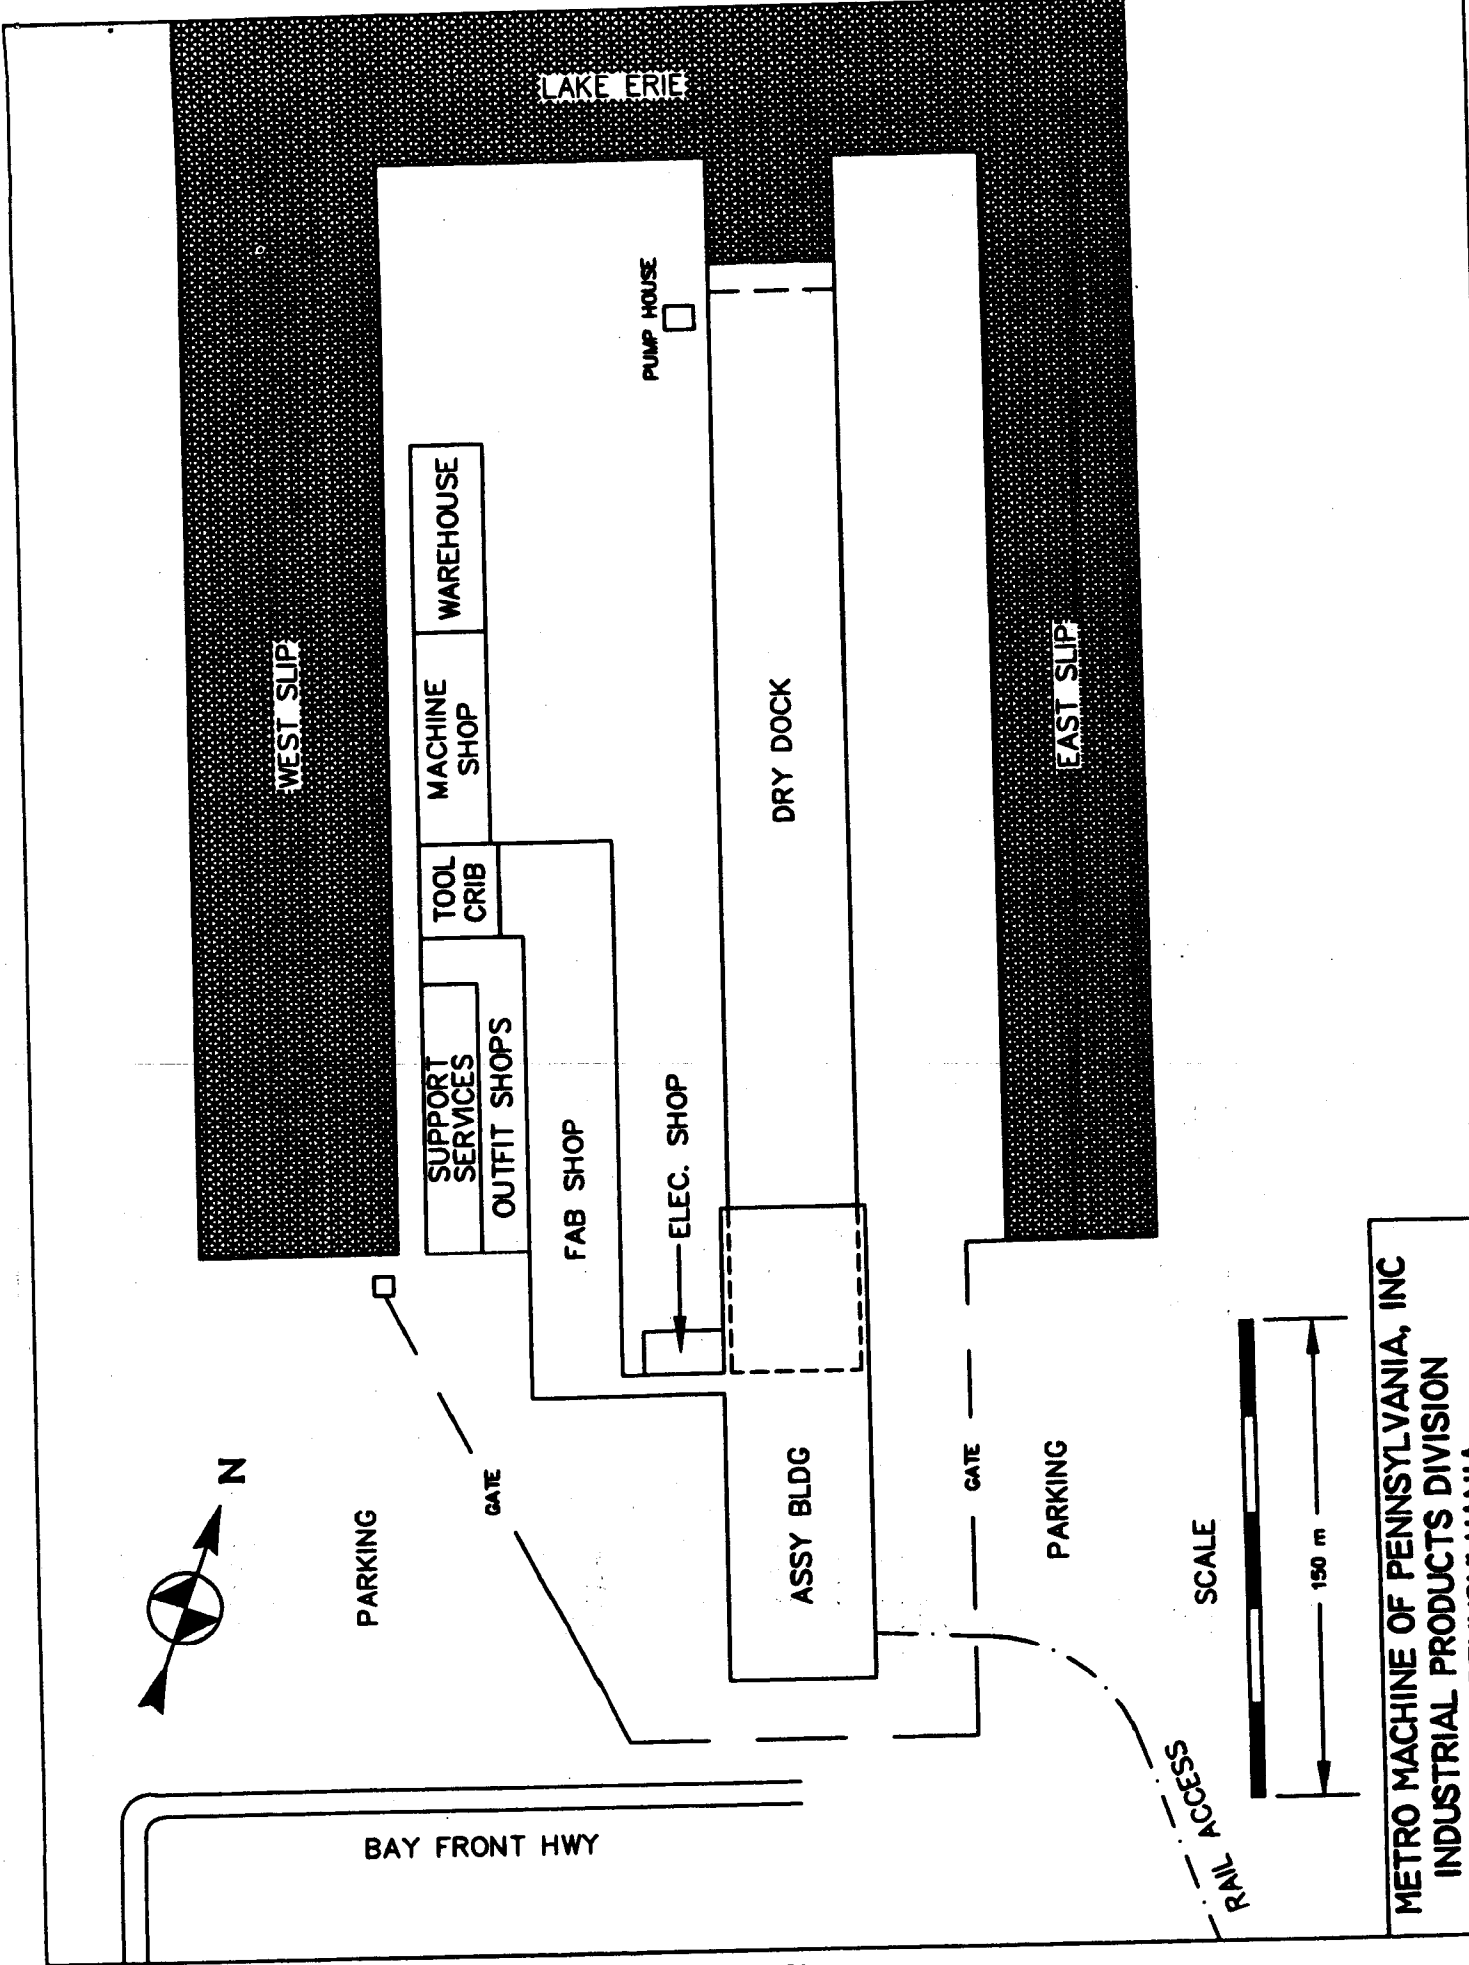 LAKE ERIE
WEST SLIP
PUMP HOUSE
WAREHOUSE
MACHINE
SHOP
TOOL
CRIB
SUPPORT
SERVICES
OUTFIT SHOPS
FAB SHOP
ELEC. SHOP
DRY DOCK
EAST SLIP
N
PARKING
GATE
ASSY BLDG
GATE
PARKING
BAY FRONT HWY
RAIL ACCESS
SCALE
150 m
METRO MACHINE OF PENNSYLVANIA, INC
INDUSTRIAL PRODUCTS DIVISION